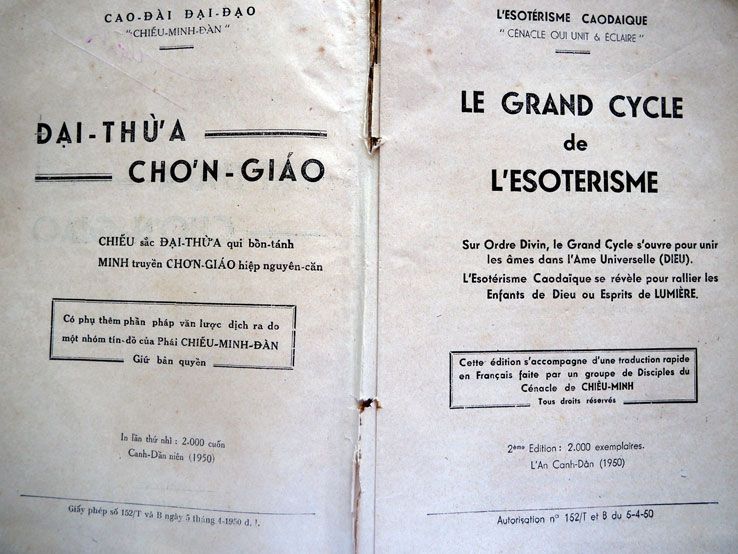 CAO-ĐÀI ĐẠI-ĐẠO
"CHIẾU-MINH-ĐÀN"
ĐẠI-THỪA
CHƠN-GIÁO
CHIẾU sắc ĐẠI-THỪA qui bồn-tánh
MINH truyền CHƠN-GIÁO hiệp nguyên-căn
Có phụ thêm phần pháp văn lược dịch ra do
một nhóm tín-đồ của Phái CHIẾU-MINH-ĐÀN
Giữ bản quyền
In lần thứ nhì : 2.000 cuốn
Canh-Dần niên (1950)
Giấy phép số 152/T và B ngày 5 tháng 4-1950 d. l.
L'ESOTÉRISME CAODAIQUE
" CÉNACLE QUI UNIT & ÉCLAIRE "
LE GRAND CYCLE
de
L'ESOTERISME
Sur Ordre Divin, le Grand Cycle s'ouvre pour unir
les âmes dans l'Ame Universelle (DIEU).
L'Esotérisme Caodaïque se révèle pour rallier les
Enfants de Dieu ou Esprits de LUMIÈRE.
Cette édition s'accompagne d'une traduction rapide
en Français faite par un groupe de Disciples du
Cénacle de CHIẾU-MINH
Tous droits réservés
2ème Edition : 2.000 exemplaires.
L'An Canh-Dần (1950)
Autorisation n° 152/T et B du 5-4-50